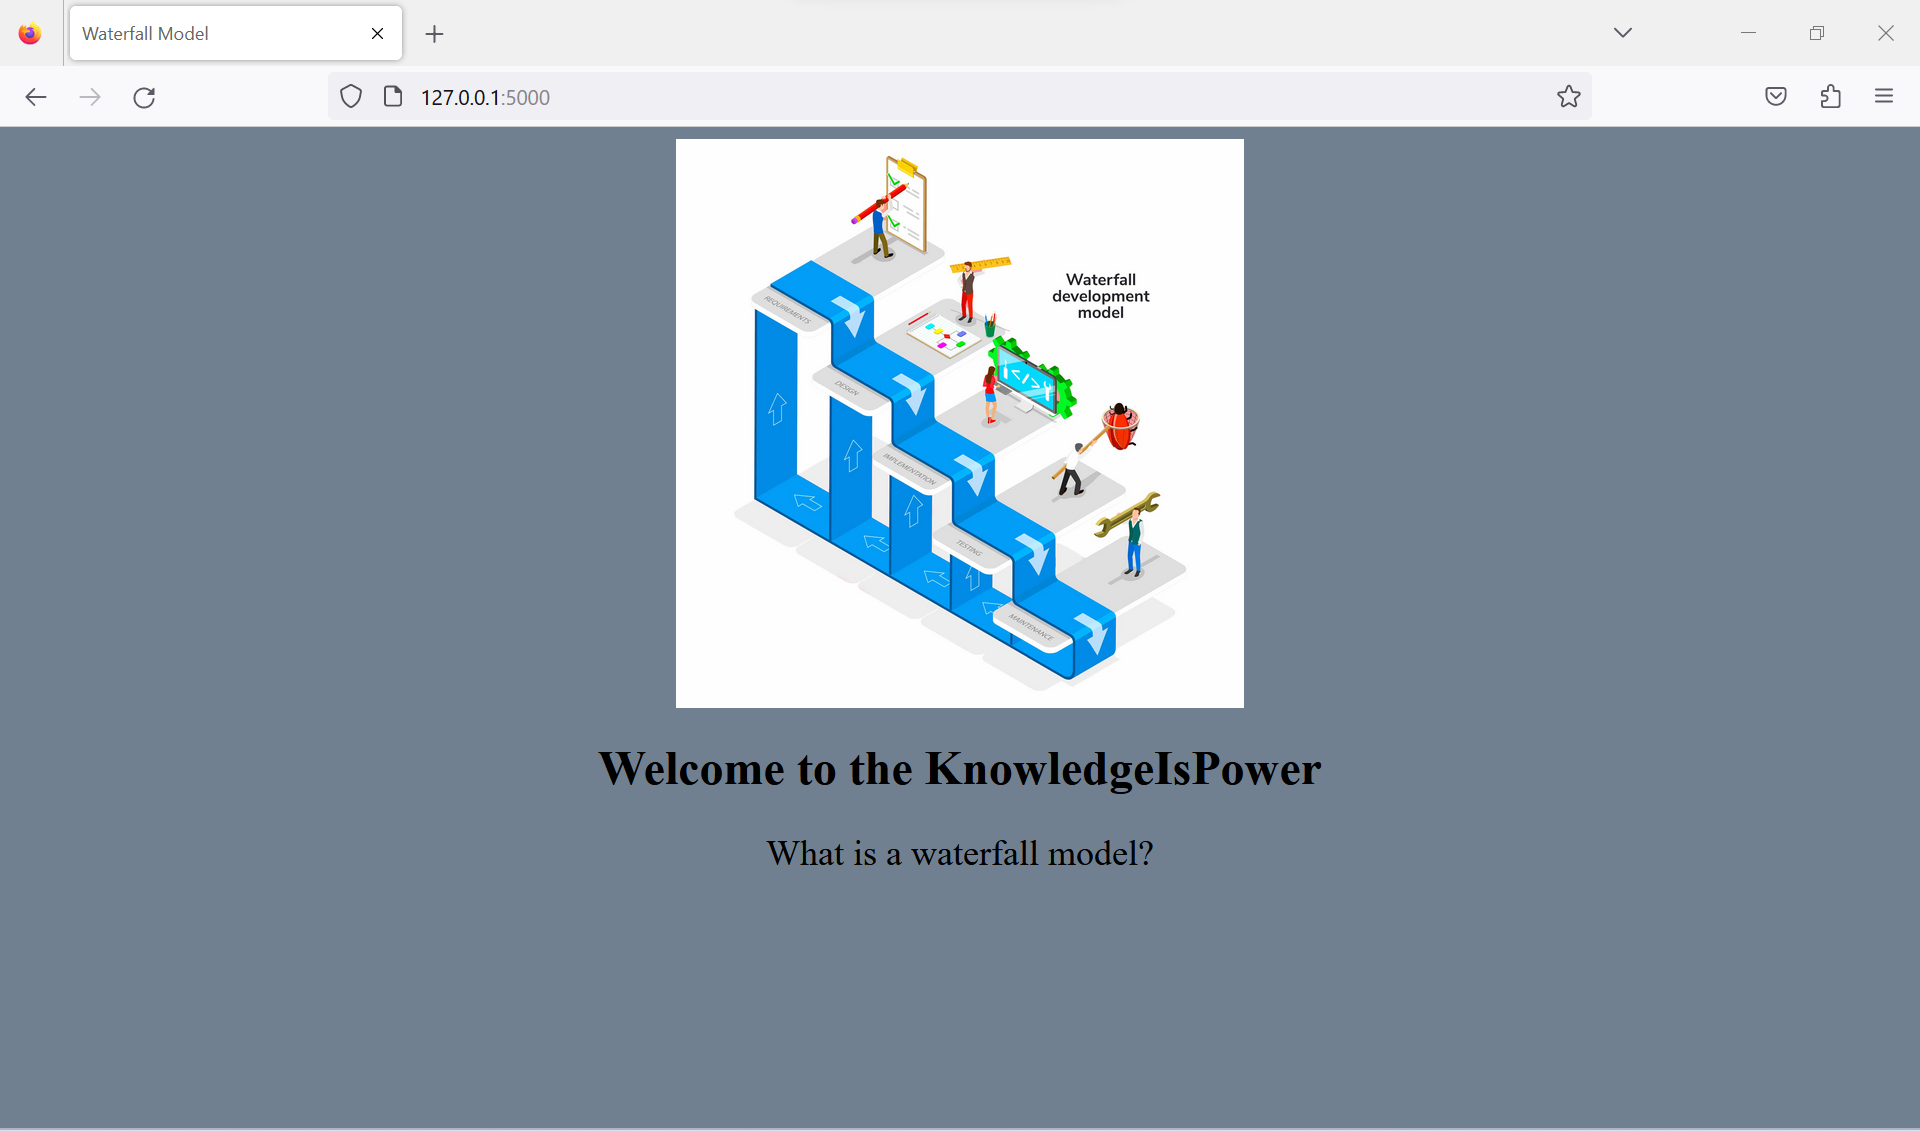 Waterfall Model
127.0.0.1:5000
Waterfall
development
model
REQUIREMENTS
DESIGN
IMPLEMENTATION
TESTING
MAINTENANCE
Welcome to the KnowledgeIsPower
What is a waterfall model?